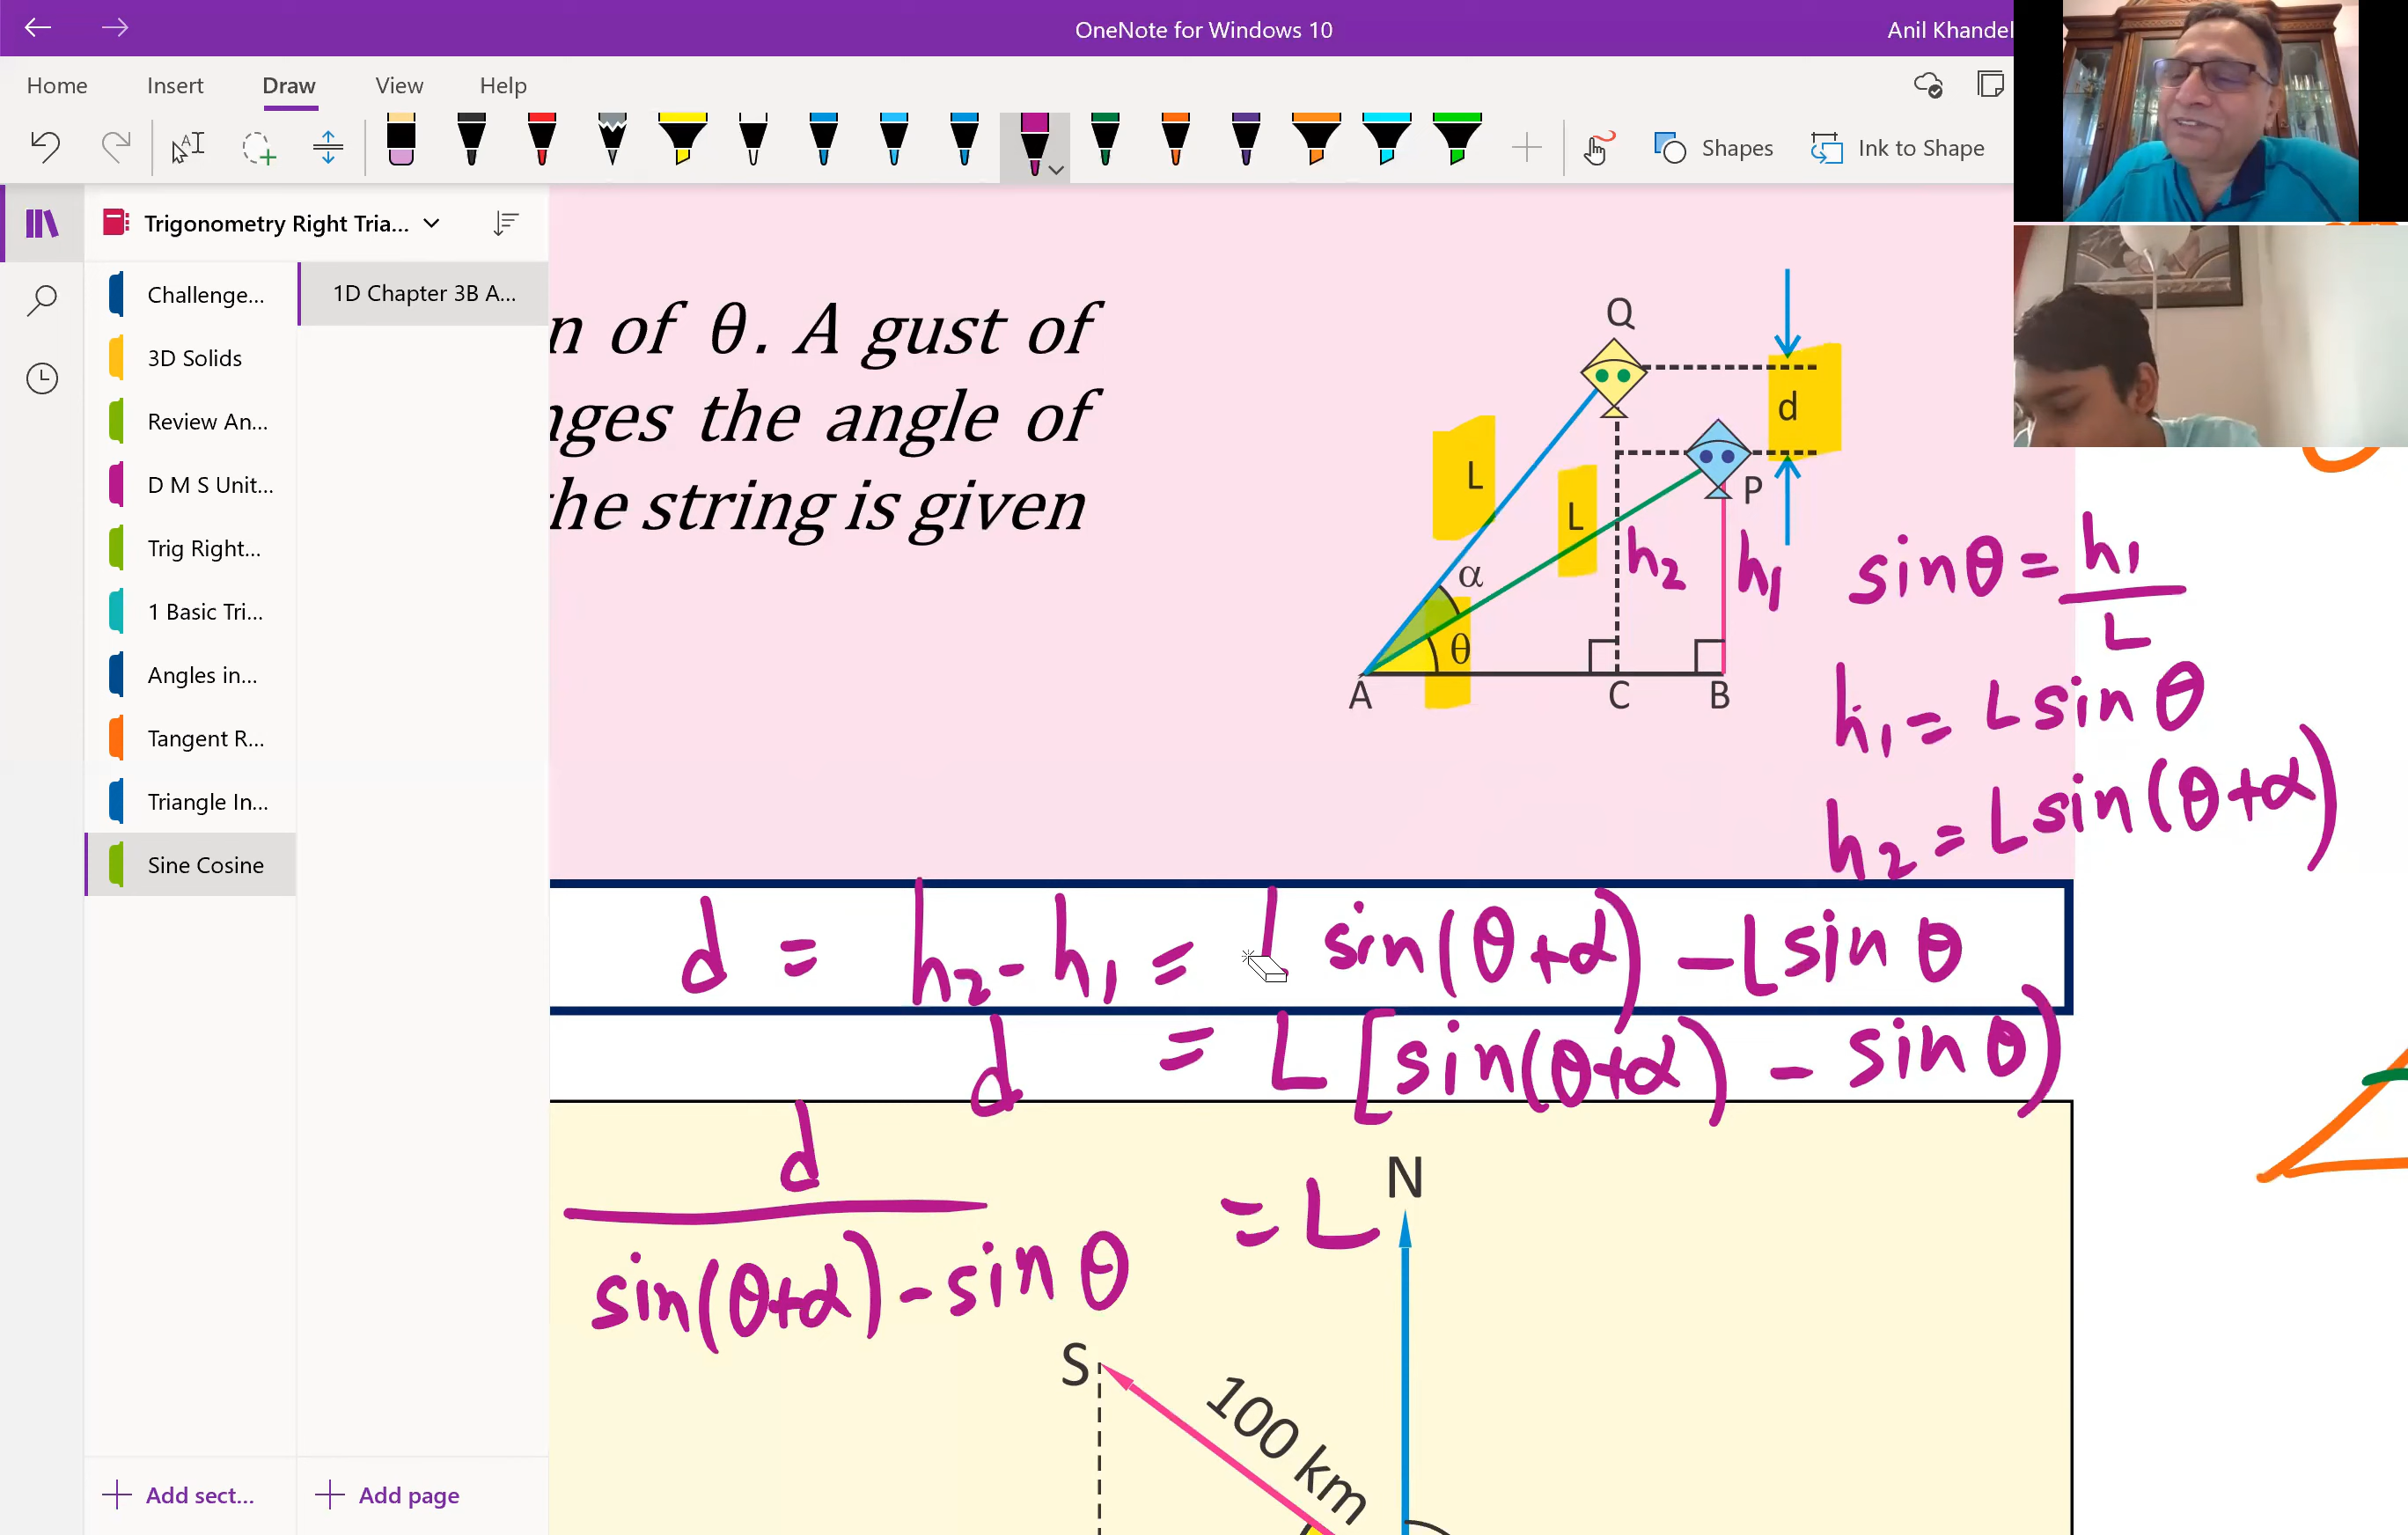 OneNote for Windows 10
Anil Khandel
Home Insert Draw View Help
Shapes Ink to Shape
Trigonometry Right Tria...
Challenge...
3D Solids
Review An...
D M S Unit...
Trig Right...
1 Basic Tri...
Angles in...
Tangent R...
Triangle In...
Sine Cosine
Add sect...
1D Chapter 3B A...
Add page
n of θ. A gust of
nges the angle of
he string is given
Q
d
L
L
P
α
θ
h2 h1
A C B
sinθ = h1/L
h1 = L sin θ
h2 = L sin(θ+α)
d = h2 - h1 = L sin(θ+α) - L sin θ
d = L [sin(θ+α) - sin θ)
d/sin(θ+α) - sin θ = L
N
S
100 km